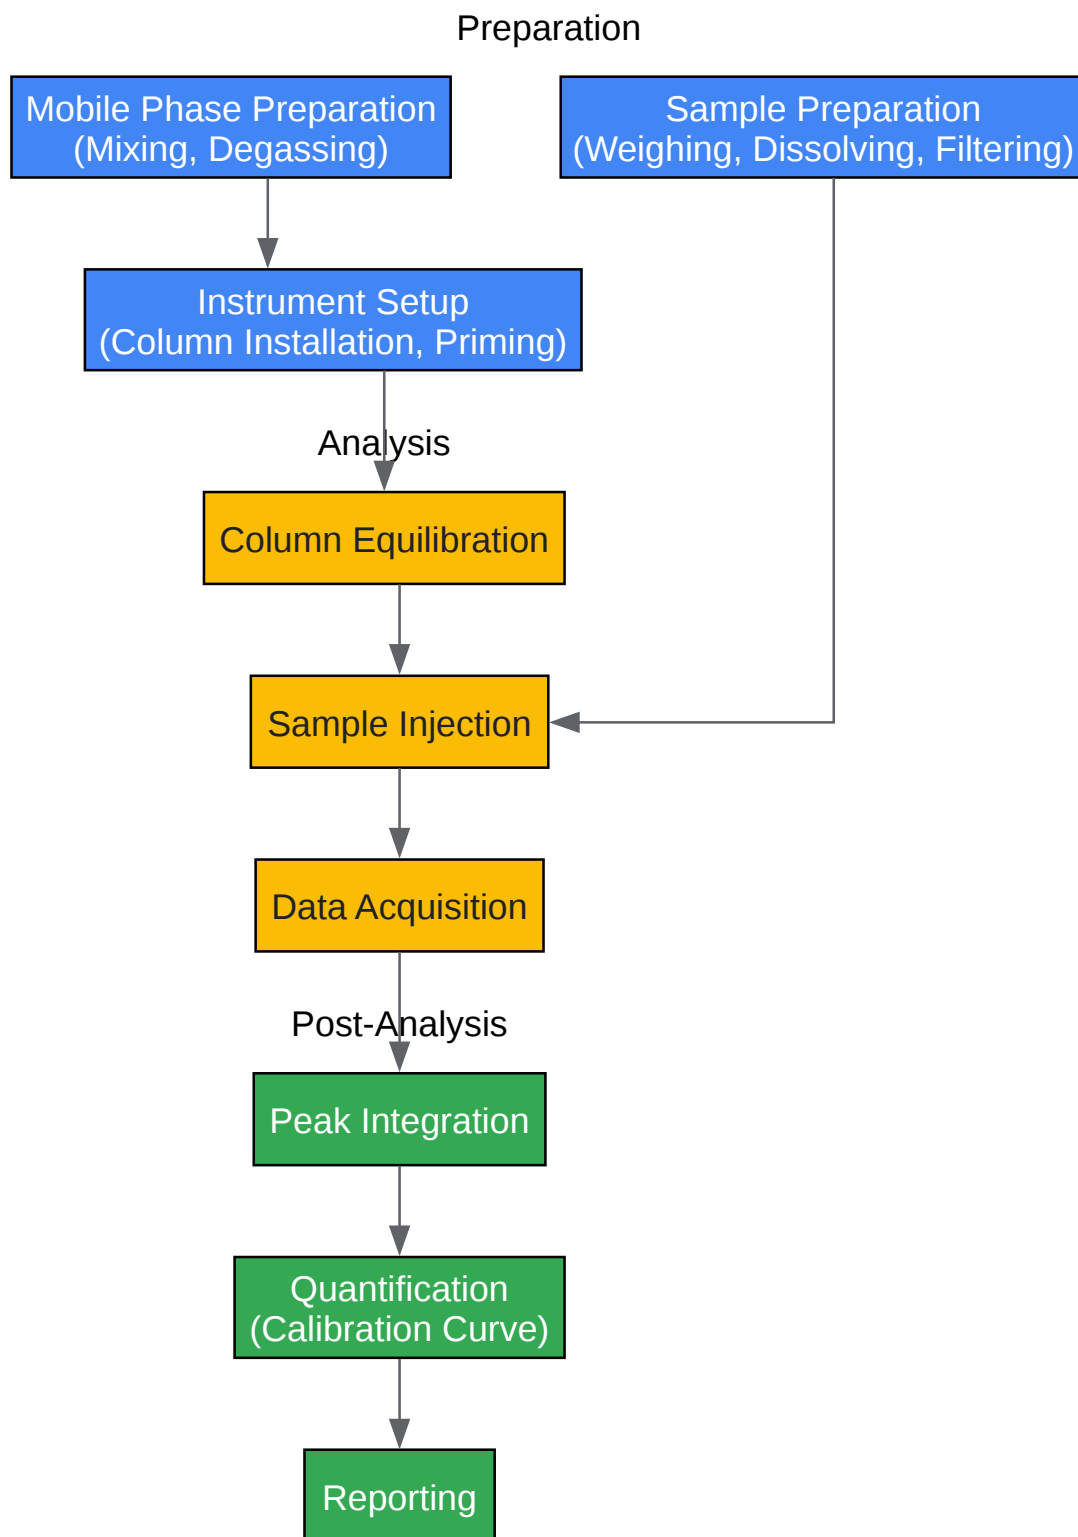 Preparation
Mobile Phase Preparation
(Mixing, Degassing)
Sample Preparation
(Weighing, Dissolving, Filtering)
Instrument Setup
(Column Installation, Priming)
Analysis
Column Equilibration
Sample Injection
Data Acquisition
Post-Analysis
Peak Integration
Quantification
(Calibration Curve)
Reporting